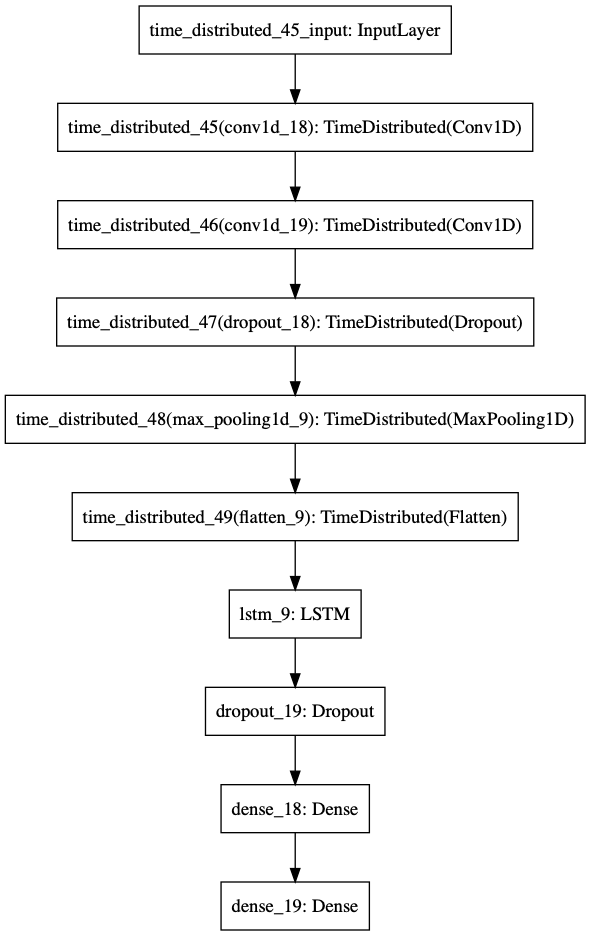 time_distributed_45_input: InputLayer
time_distributed_45(conv1d_18): TimeDistributed(Conv1D)
time_distributed_46(conv1d_19): TimeDistributed(Conv1D)
time_distributed_47(dropout_18): TimeDistributed(Dropout)
time_distributed_48(max_pooling1d_9): TimeDistributed(MaxPooling1D)
time_distributed_49(flatten_9): TimeDistributed(Flatten)
lstm_9: LSTM
dropout_19: Dropout
dense_18: Dense
dense_19: Dense